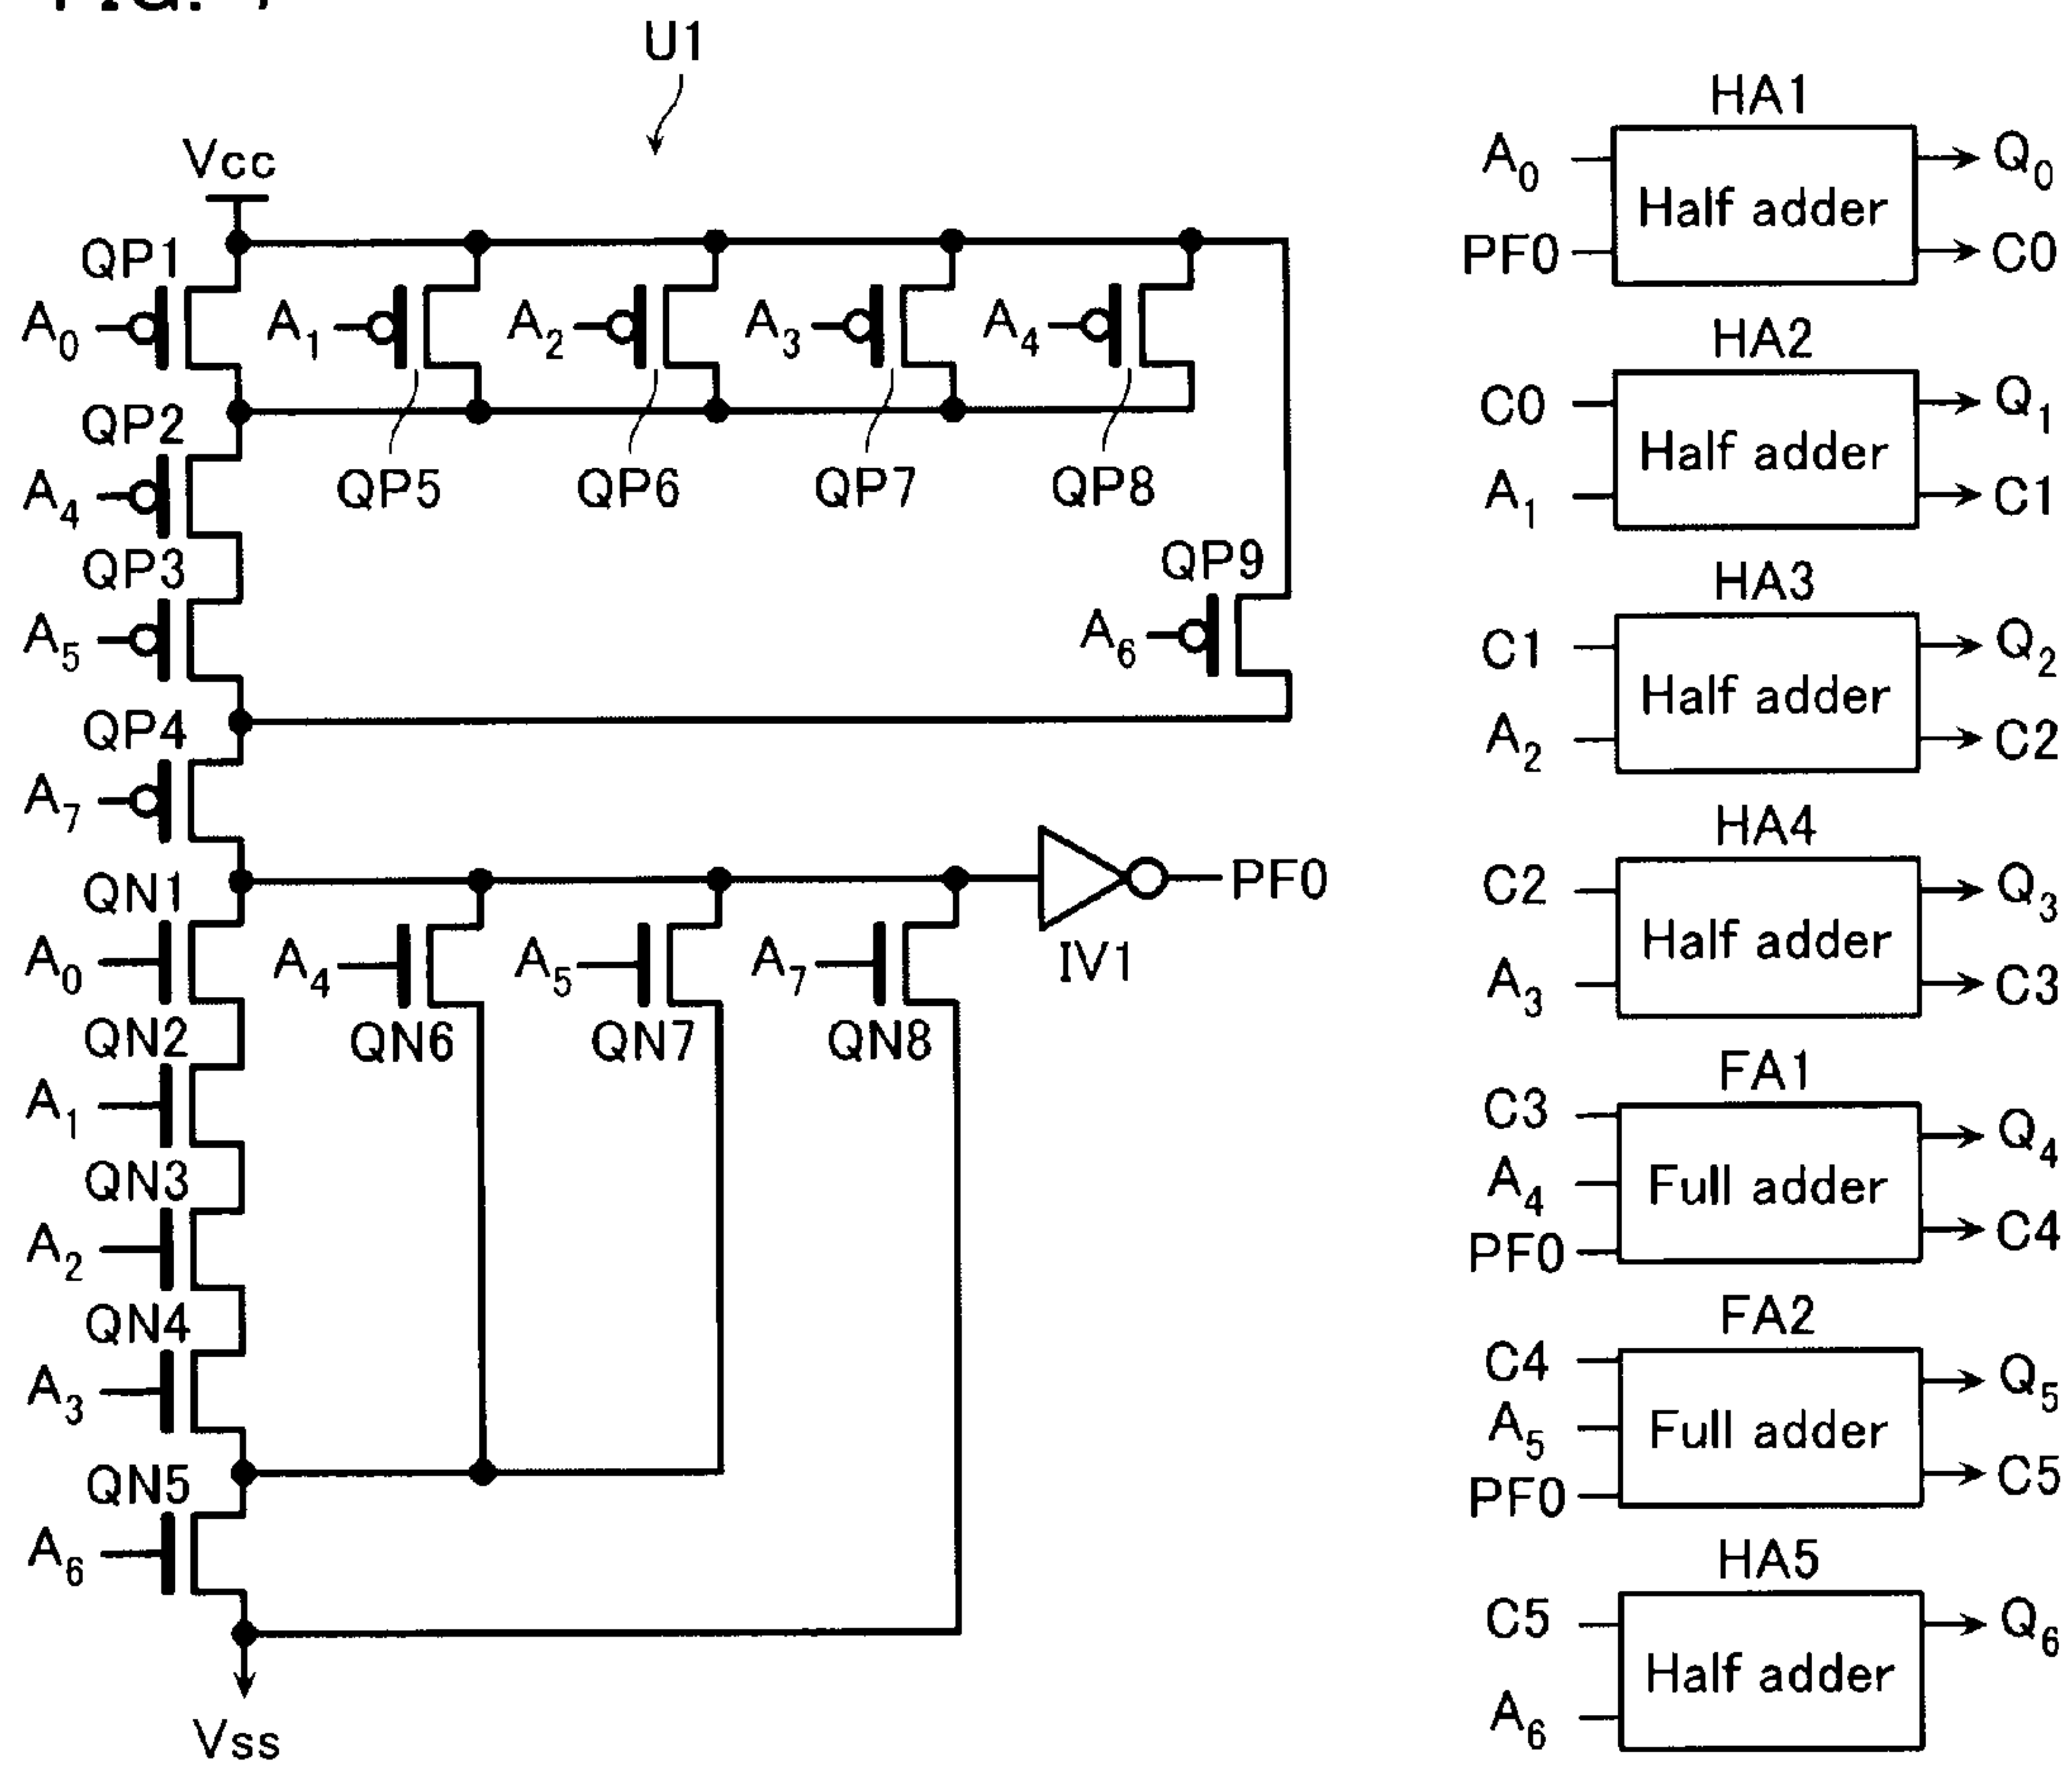 U1
Vcc
QP1
A0
A1
A2
A3
A4
QP5
QP6
QP7
QP8
QP2
A4
QP3
A5
QP9
A6
QP4
A7
QN1
A0
A4
QN6
A5
QN7
A7
QN8
IV1
PF0
QN2
A1
QN3
A2
QN4
A3
QN5
A6
Vss
HA1
A0
PF0
Half adder
Q0
C0
HA2
C0
A1
Half adder
Q1
C1
HA3
C1
A2
Half adder
Q2
C2
HA4
C2
A3
Half adder
Q3
C3
FA1
C3
A4
PF0
Full adder
Q4
C4
FA2
C4
A5
PF0
Full adder
Q5
C5
HA5
C5
A6
Half adder
Q6